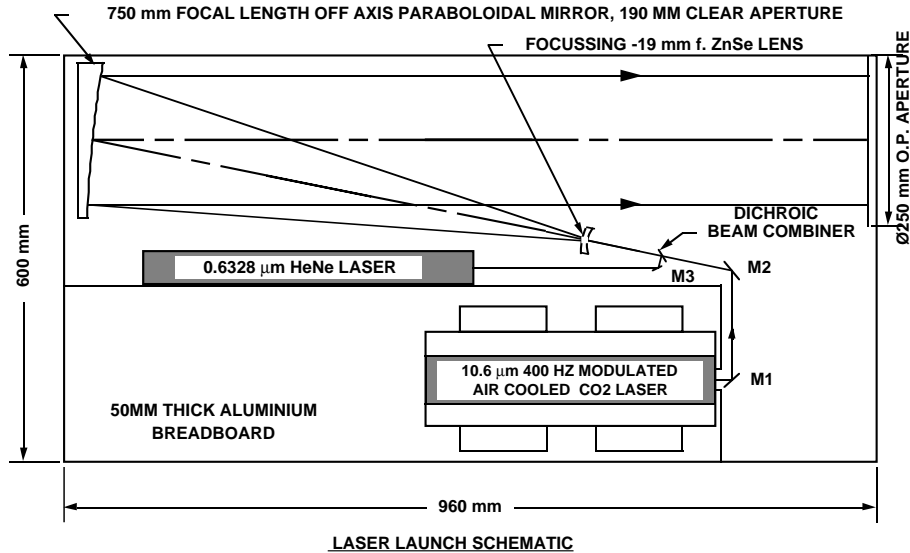 750 mm FOCAL LENGTH OFF AXIS PARABOLOIDAL MIRROR, 190 MM CLEAR APERTURE
FOCUSSING -19 mm f. ZnSe LENS
Ø250 mm O.P. APERTURE
DICHROIC
BEAM COMBINER
600 mm
0.6328 µm HeNe LASER
M3
M2
10.6 µm 400 HZ MODULATED
AIR COOLED CO2 LASER
M1
50MM THICK ALUMINIUM
BREADBOARD
960 mm
LASER LAUNCH SCHEMATIC